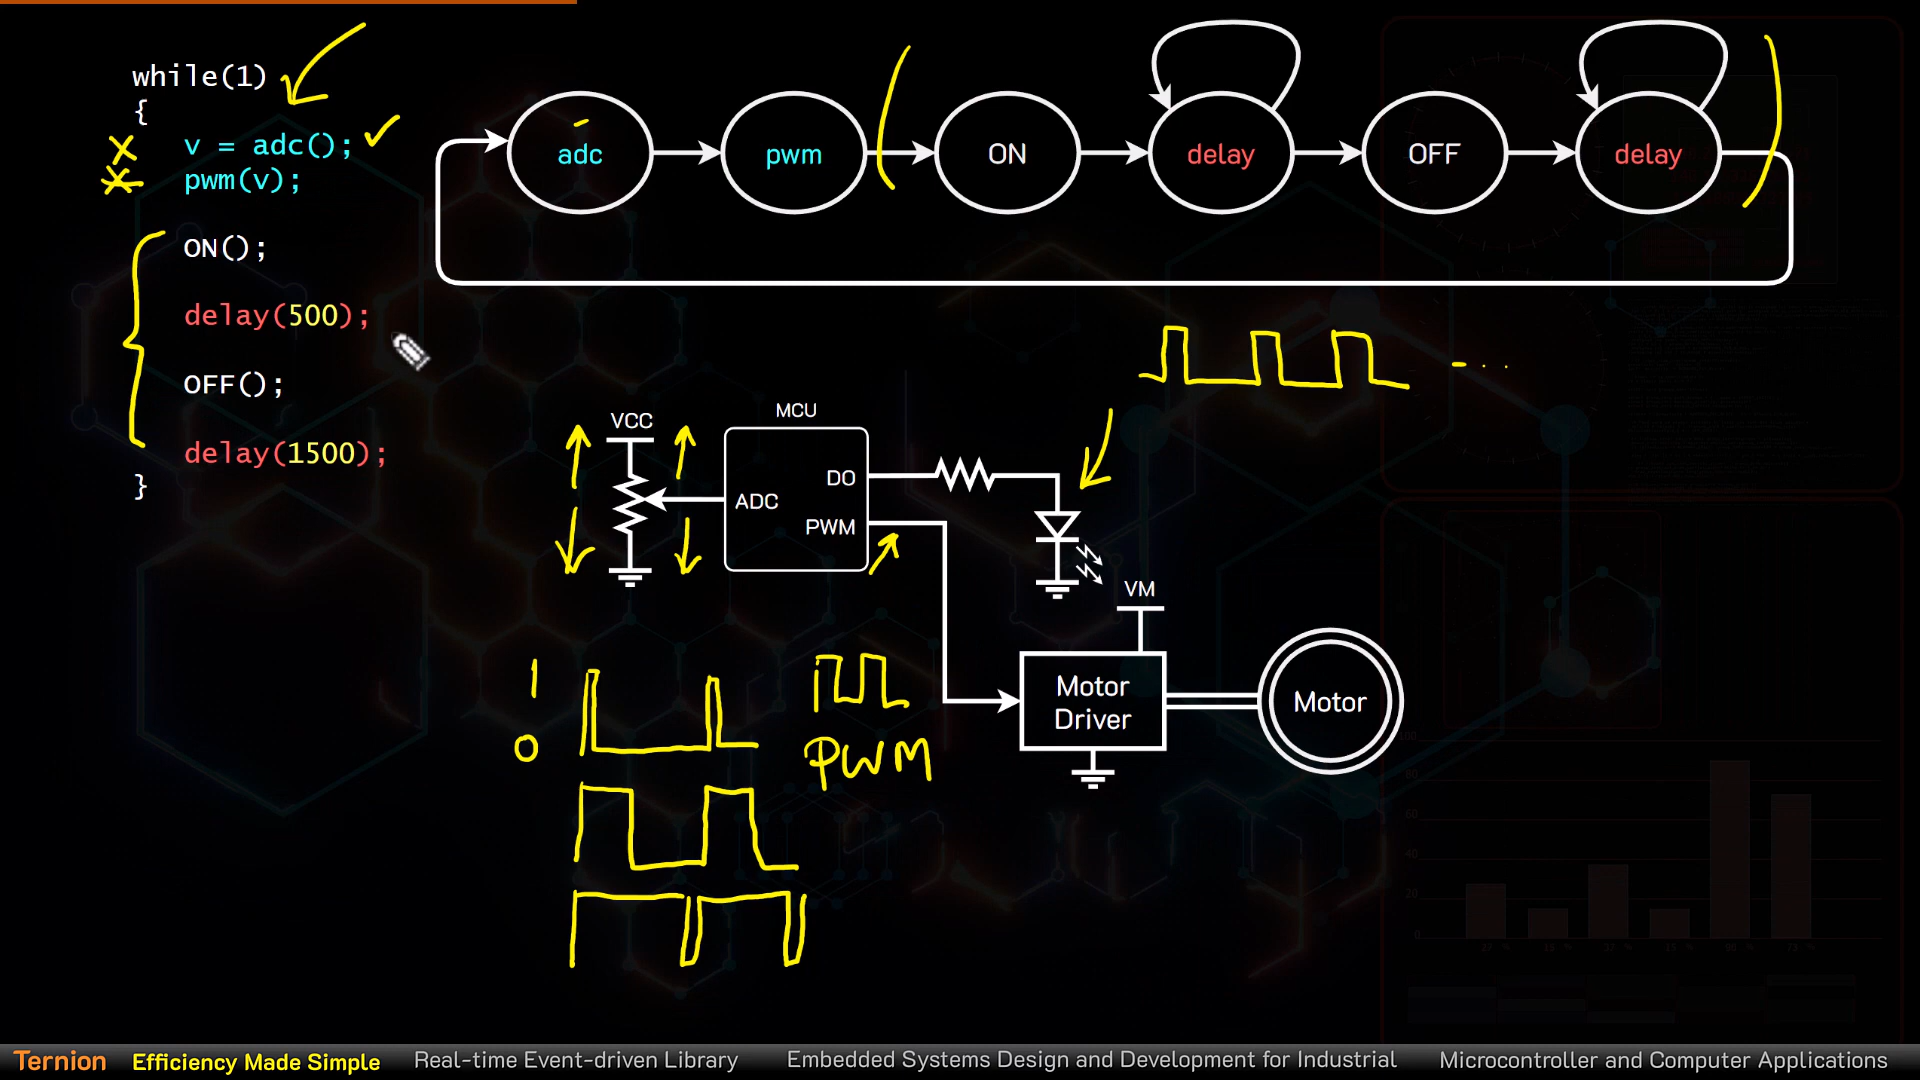 while(1)
{
v = adc();
pwm(v);
ON();
delay(500);
OFF();
delay(1500);
}
adc
pwm
ON
delay
OFF
delay
VCC
MCU
DO
ADC
PWM
VM
Motor
Driver
Motor
1
0
PWM
Ternion Efficiency Made Simple Real-time Event-driven Library Embedded Systems Design and Development for Industrial Microcontroller and Computer Applications